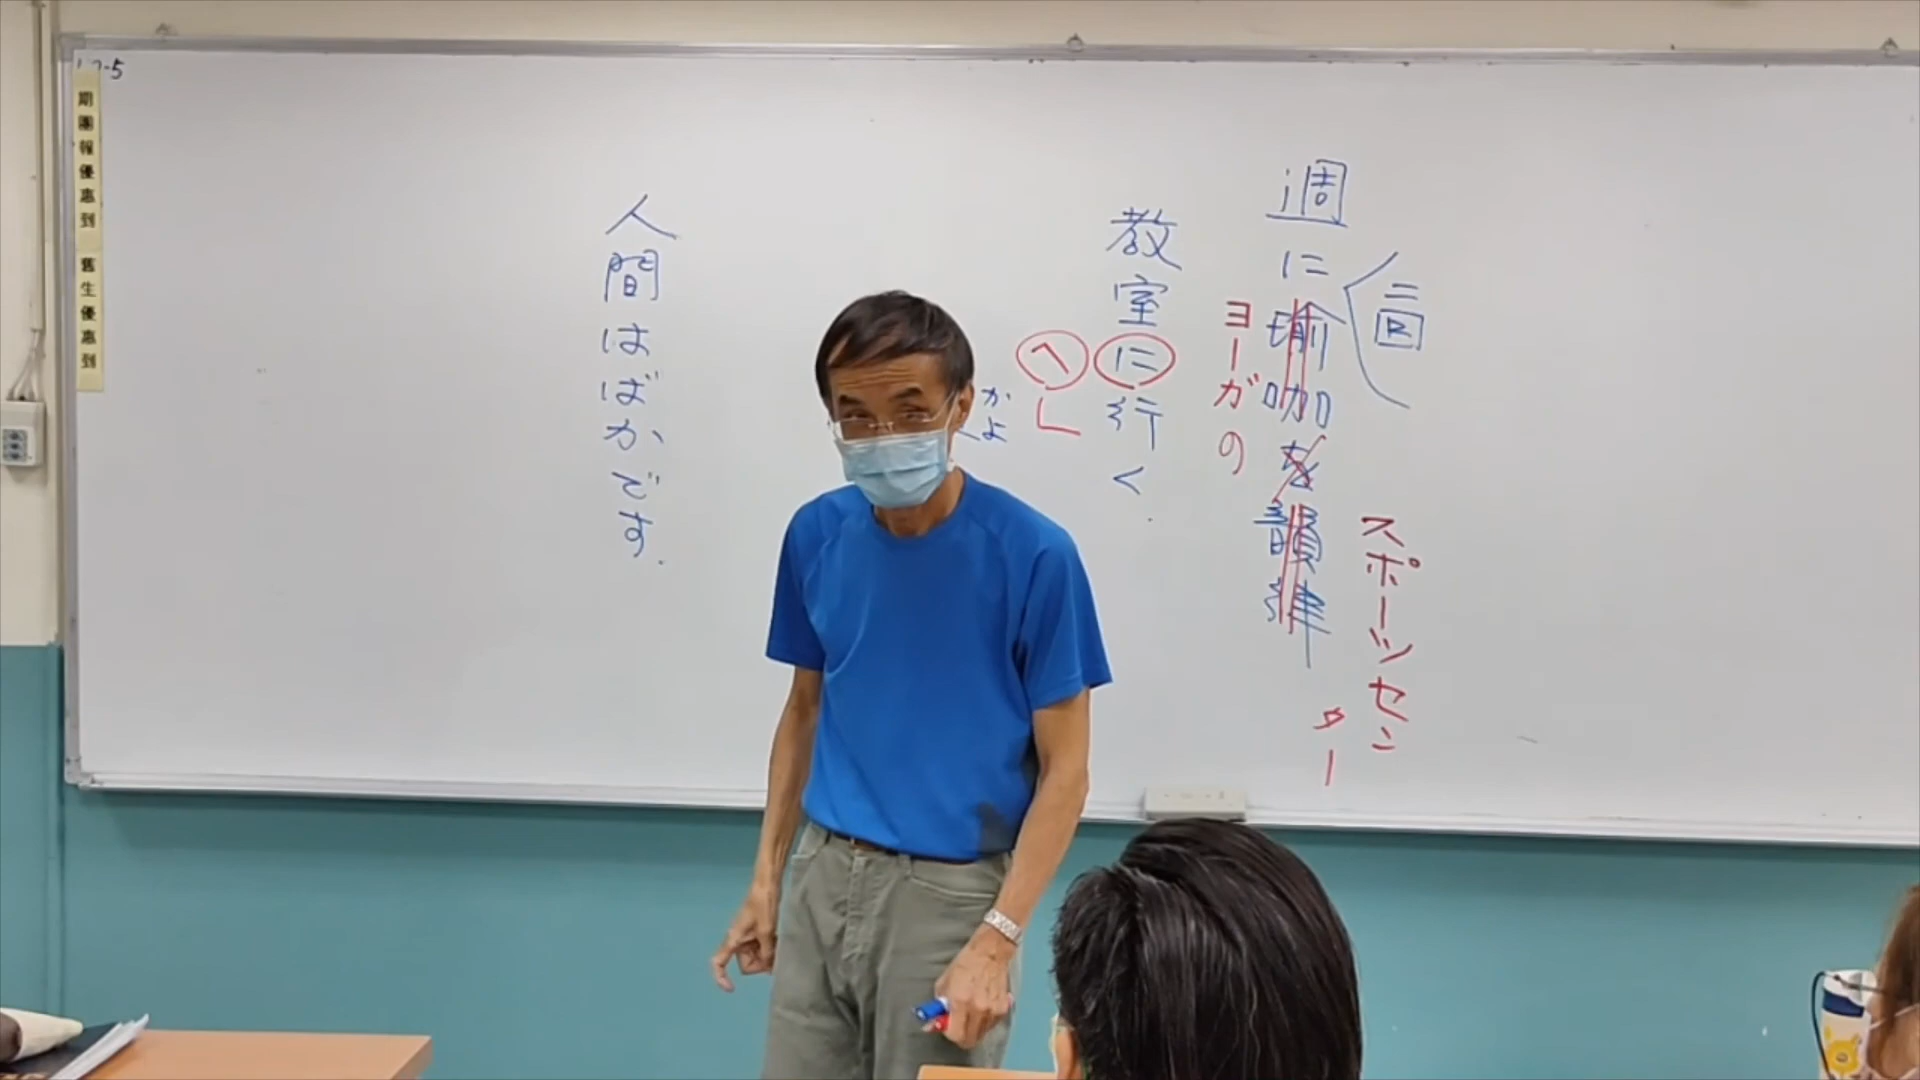 スポーツセン
ター
二回
週に瑜伽を韻律
ヨーガの
教室に行く
へ
かよ
人間はばかです.
期團報優惠到
舊生優惠到